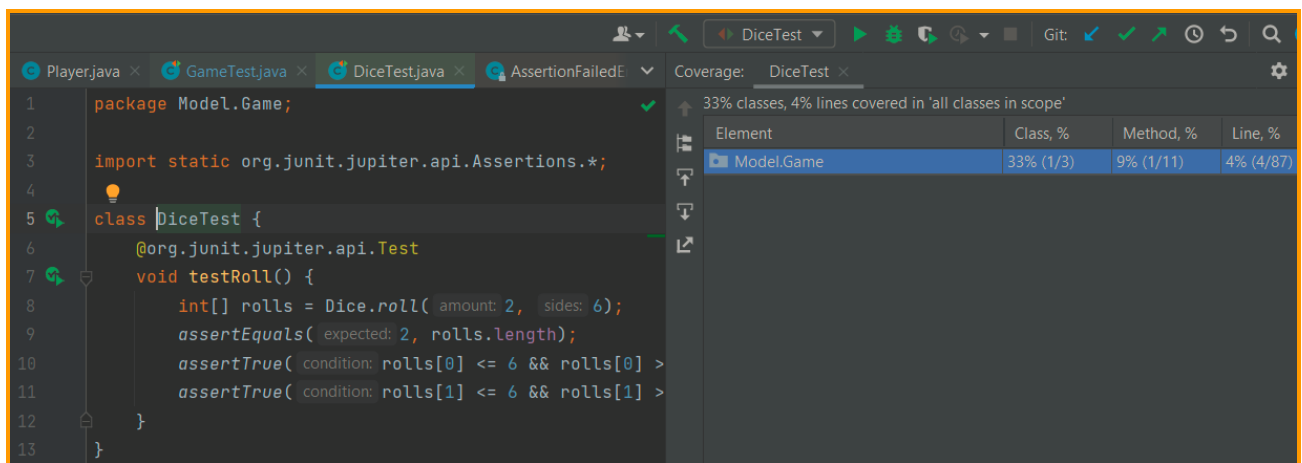 DiceTest Git:
Player.java GameTest.java DiceTest.java AssertionFailedE Coverage: DiceTest
33% classes, 4% lines covered in 'all classes in scope'
Element Class, % Method, % Line, %
Model.Game 33% (1/3) 9% (1/11) 4% (4/87)
1 package Model.Game;
2
3 import static org.junit.jupiter.api.Assertions.*;
4
5 class DiceTest {
6 @org.junit.jupiter.api.Test
7 void testRoll() {
8 int[] rolls = Dice.roll( amount: 2, sides: 6);
9 assertEquals( expected: 2, rolls.length);
10 assertTrue( condition: rolls[0] <= 6 && rolls[0] >
11 assertTrue( condition: rolls[1] <= 6 && rolls[1] >
12 }
13 }